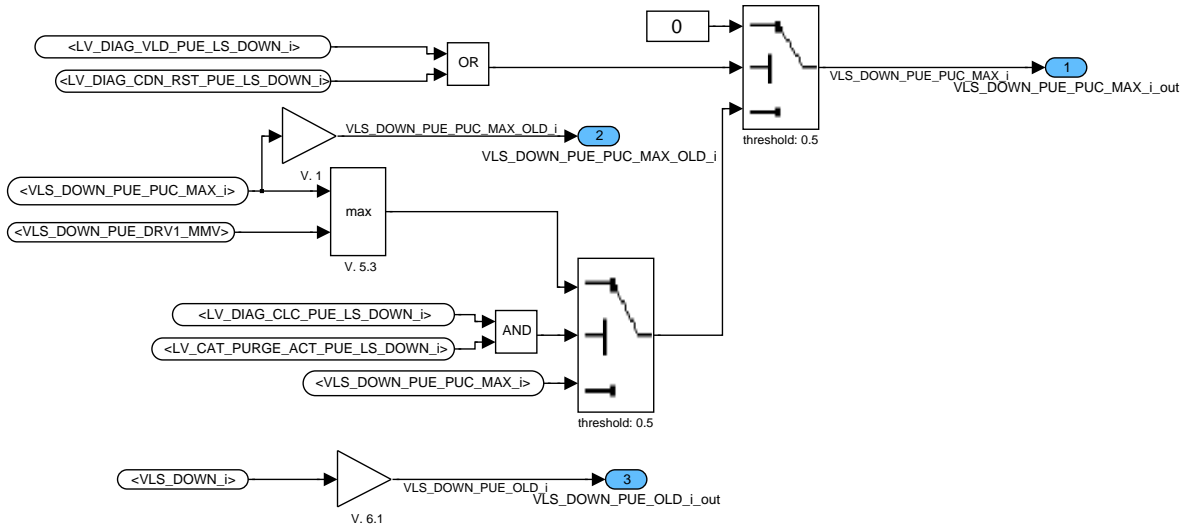 0
<LV_DIAG_VLD_PUE_LS_DOWN_i>
OR
<LV_DIAG_CDN_RST_PUE_LS_DOWN_i>
VLS_DOWN_PUE_PUC_MAX_i
1
VLS_DOWN_PUE_PUC_MAX_i_out
threshold: 0.5
VLS_DOWN_PUE_PUC_MAX_OLD_i
2
VLS_DOWN_PUE_PUC_MAX_OLD_i
V. 1
<VLS_DOWN_PUE_PUC_MAX_i>
max
<VLS_DOWN_PUE_DRV1_MMV>
V. 5.3
<LV_DIAG_CLC_PUE_LS_DOWN_i>
AND
<LV_CAT_PURGE_ACT_PUE_LS_DOWN_i>
<VLS_DOWN_PUE_PUC_MAX_i>
threshold: 0.5
<VLS_DOWN_i>
VLS_DOWN_PUE_OLD_i
3
VLS_DOWN_PUE_OLD_i_out
V. 6.1